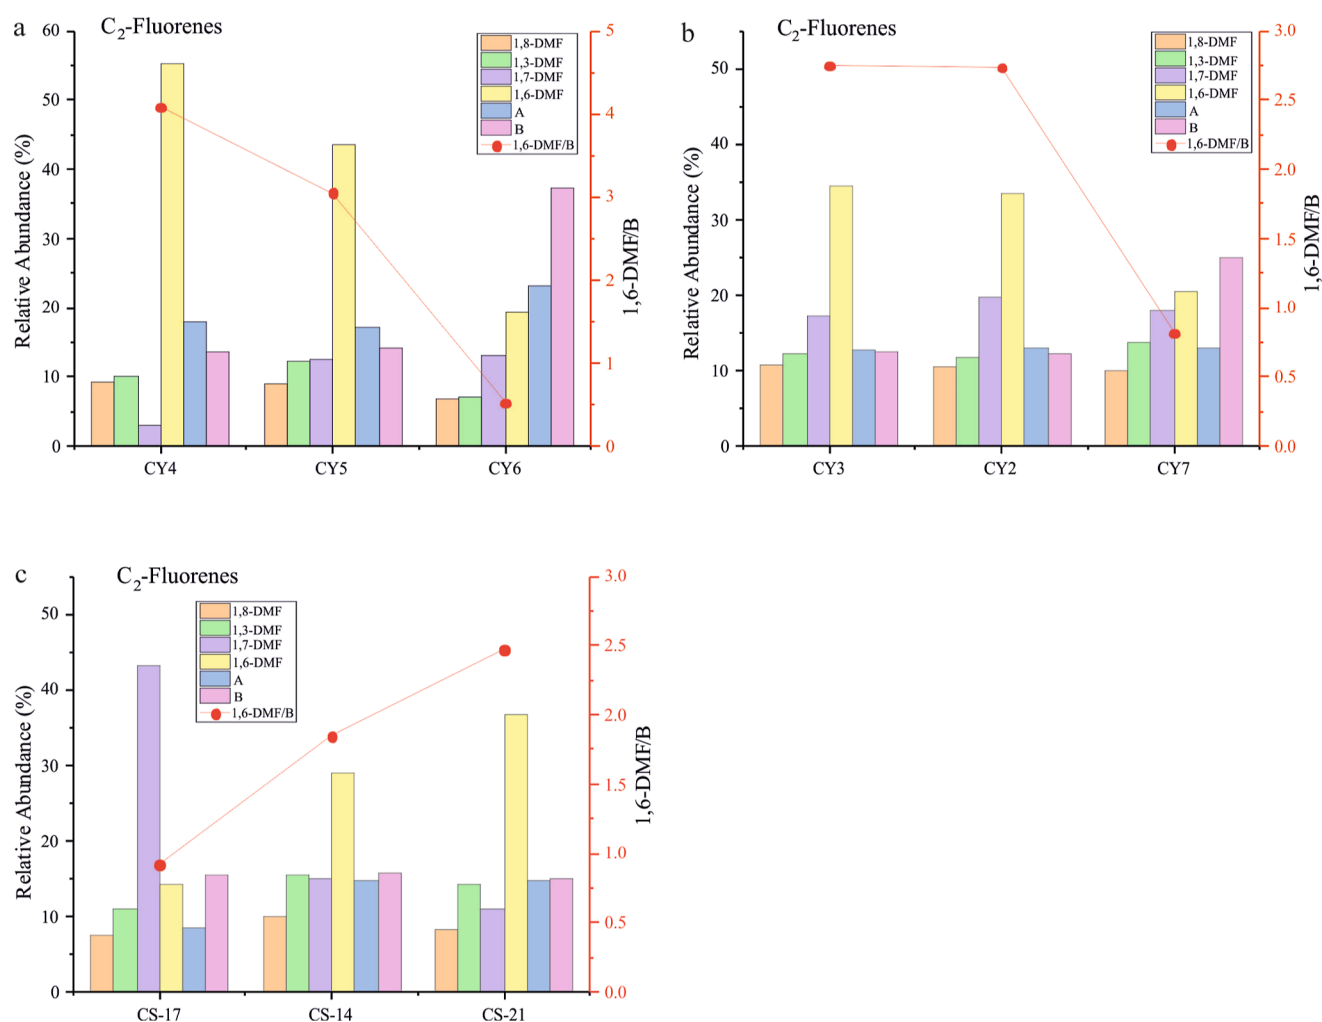 a
C2-Fluorenes
1,8-DMF
1,3-DMF
1,7-DMF
1,6-DMF
A
B
1,6-DMF/B
Relative Abundance (%)
60
50
40
30
20
10
0
5
4
3
2
1
0
1,6-DMF/B
CY4
CY5
CY6
b
C2-Fluorenes
1,8-DMF
1,3-DMF
1,7-DMF
1,6-DMF
A
B
1,6-DMF/B
Relative Abundance (%)
50
40
30
20
10
0
3.0
2.5
2.0
1.5
1.0
0.5
0.0
1,6-DMF/B
CY3
CY2
CY7
c
C2-Fluorenes
1,8-DMF
1,3-DMF
1,7-DMF
1,6-DMF
A
B
1,6-DMF/B
Relative Abundance (%)
50
40
30
20
10
0
3.0
2.5
2.0
1.5
1.0
0.5
0.0
1,6-DMF/B
CS-17
CS-14
CS-21